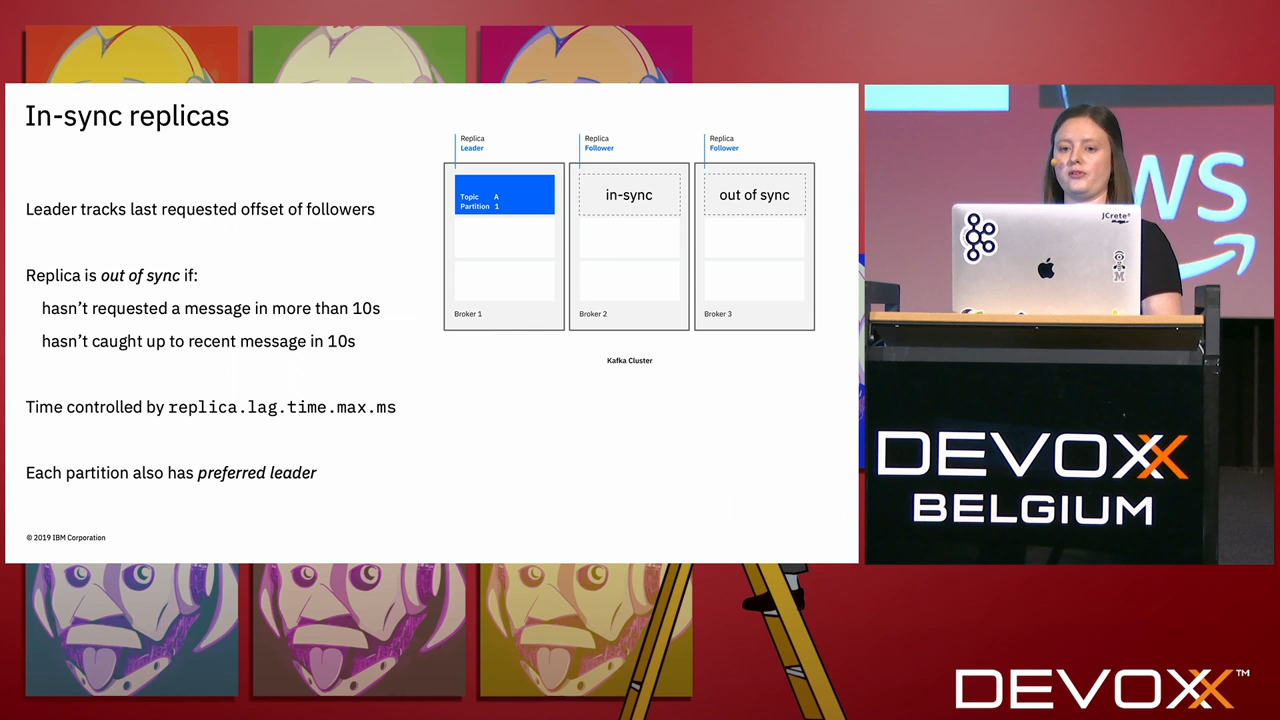 In-sync replicas
Leader tracks last requested offset of followers
Replica is out of sync if:
hasn't requested a message in more than 10s
hasn't caught up to recent message in 10s
Time controlled by replica.lag.time.max.ms
Each partition also has preferred leader
© 2019 IBM Corporation
Replica
Leader
Replica
Follower
Replica
Follower
Topic A
Partition 1
in-sync
out of sync
Broker 1
Broker 2
Broker 3
Kafka Cluster
WS
JCrete
DEVOXX
BELGIUM
DEVOXX™